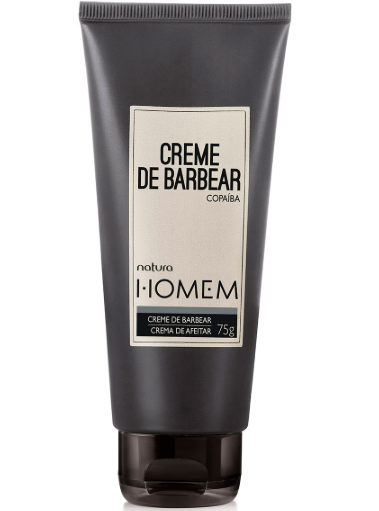 CREME
DE BARBEAR
COPAÍBA
natura
HOMEM
CREME DE BARBEAR
CREMA DE AFEITAR 75g